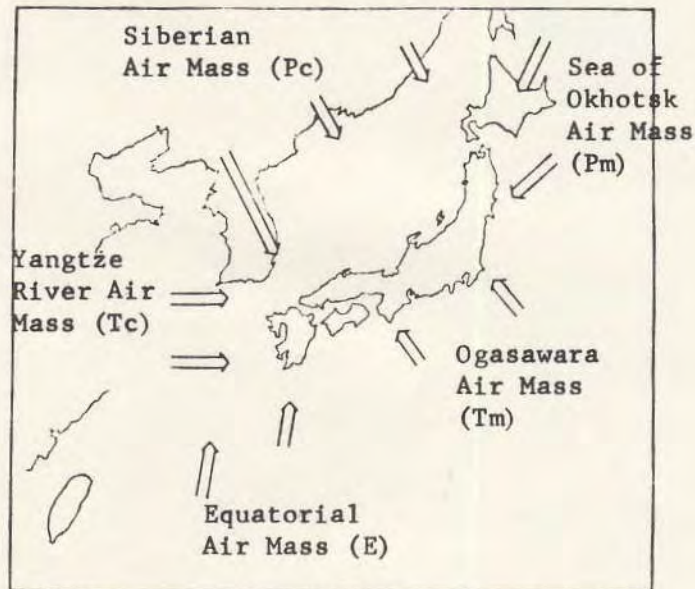 Siberian
Air Mass (Pc)
Sea of
Okhotsk
Air Mass
(Pm)
Yangtze
River Air
Mass (Tc)
Ogasawara
Air Mass
(Tm)
Equatorial
Air Mass (E)